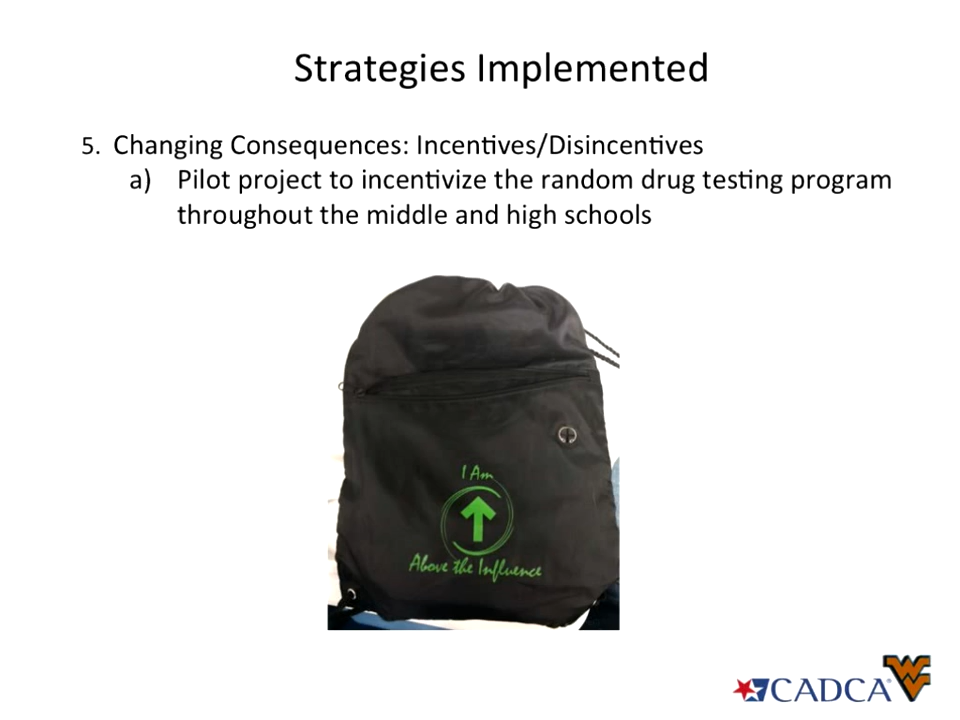 Strategies Implemented
5. Changing Consequences: Incentives/Disincentives
a) Pilot project to incentivize the random drug testing program
throughout the middle and high schools
I Am
Above the Influence
CADCA
WV